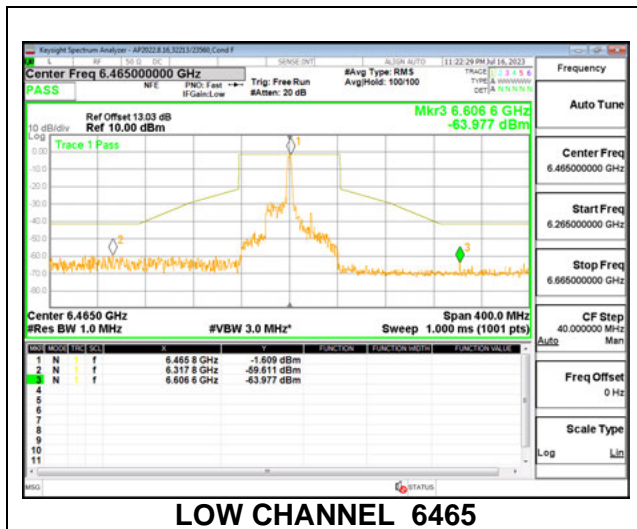 Keysight Spectrum Analyzer - AP2022.8.16,32213/23560,Cond F
L RF 50 Ω DC SENSE:INT ALIGN AUTO 11:22:29 PM Jul 16, 2023
Center Freq 6.465000000 GHz
NFE PNO: Fast Trig: Free Run
IFGain:Low #Atten: 20 dB
#Avg Type: RMS
Avg|Hold: 100/100
TRACE 1 2 3 4 5 6
TYPE A
DET A N N N N N
PASS
Frequency
Auto Tune
Ref Offset 13.03 dB
10 dB/div Ref 10.00 dBm
Mkr3 6.606 6 GHz
-63.977 dBm
Log
Trace 1 Pass
0.00
-10.0
-20.0
-30.0
-40.0
-50.0
-60.0
-70.0
-80.0
1
2
3
Center Freq
6.465000000 GHz
Start Freq
6.265000000 GHz
Stop Freq
6.665000000 GHz
Center 6.4650 GHz Span 400.0 MHz
#Res BW 1.0 MHz #VBW 3.0 MHz* Sweep 1.000 ms (1001 pts)
CF Step
40.000000 MHz
Auto Man
MKR MODE TRC SCL X Y FUNCTION FUNCTION WIDTH FUNCTION VALUE
1 N 1 f 6.465 8 GHz -1.609 dBm
2 N 1 f 6.317 8 GHz -59.611 dBm
3 N 1 f 6.606 6 GHz -63.977 dBm
4
5
6
7
8
9
10
11
Freq Offset
0 Hz
Scale Type
Log Lin
MSG STATUS
LOW CHANNEL 6465